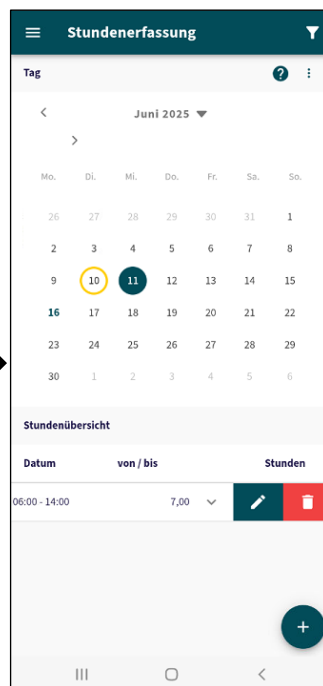 Stundenerfassung
Tag
Juni 2025
Mo. Di. Mi. Do. Fr. Sa. So.
26 27 28 29 30 31 1
2 3 4 5 6 7 8
9 10 11 12 13 14 15
16 17 18 19 20 21 22
23 24 25 26 27 28 29
30 1 2 3 4 5 6
Stundenübersicht
Datum von / bis Stunden
06:00 - 14:00 7,00